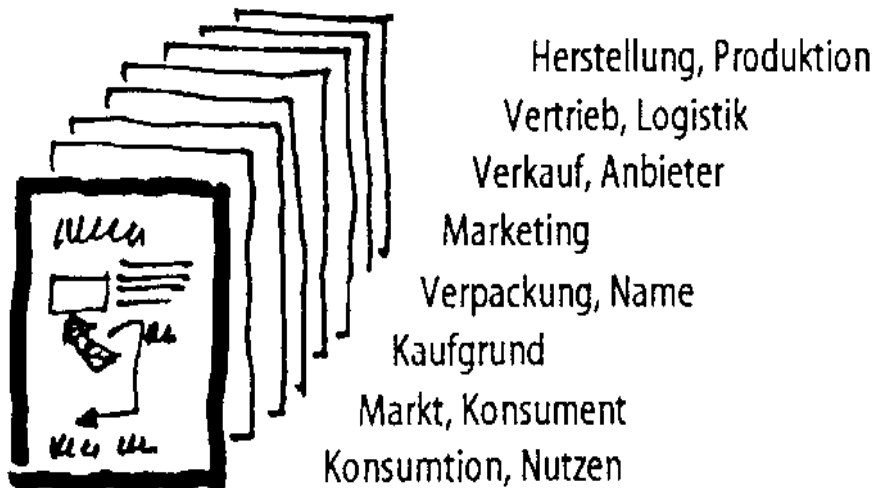 Herstellung, Produktion
Vertrieb, Logistik
Verkauf, Anbieter
Marketing
Verpackung, Name
Kaufgrund
Markt, Konsument
Konsumtion, Nutzen